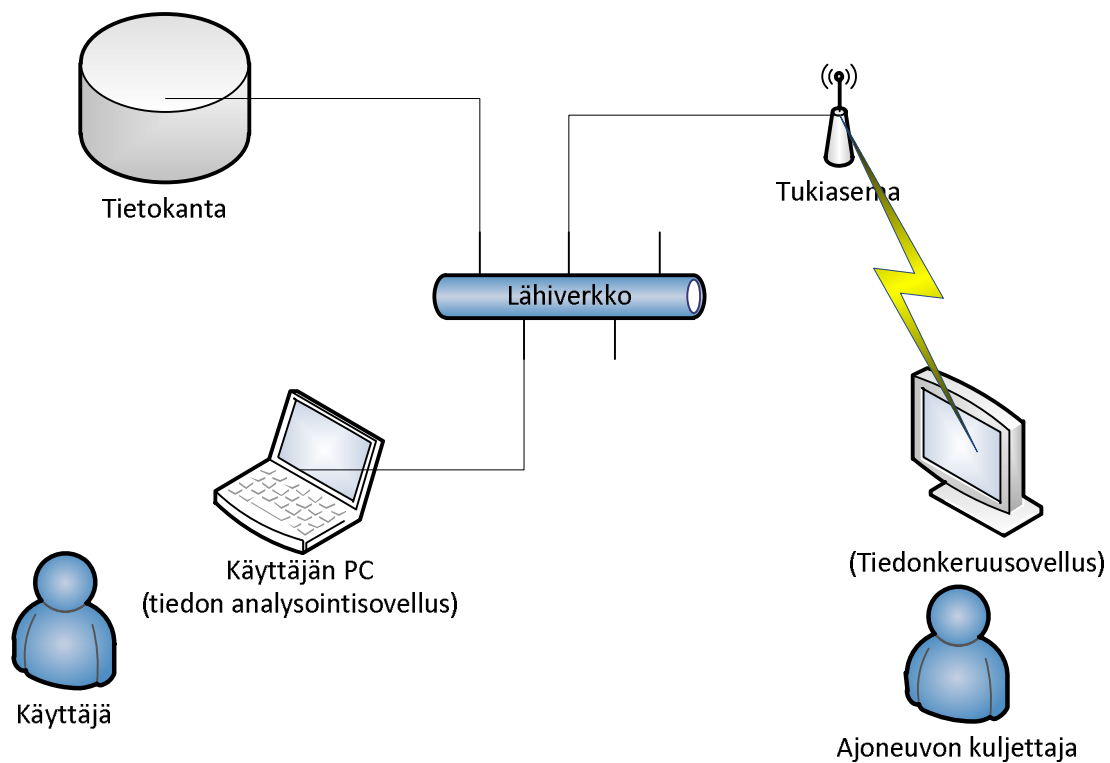 Tietokanta
Tukiasema
Lähiverkko
Käyttäjän PC
(tiedon analysointisovellus)
(Tiedonkeruusovellus)
Käyttäjä
Ajoneuvon kuljettaja